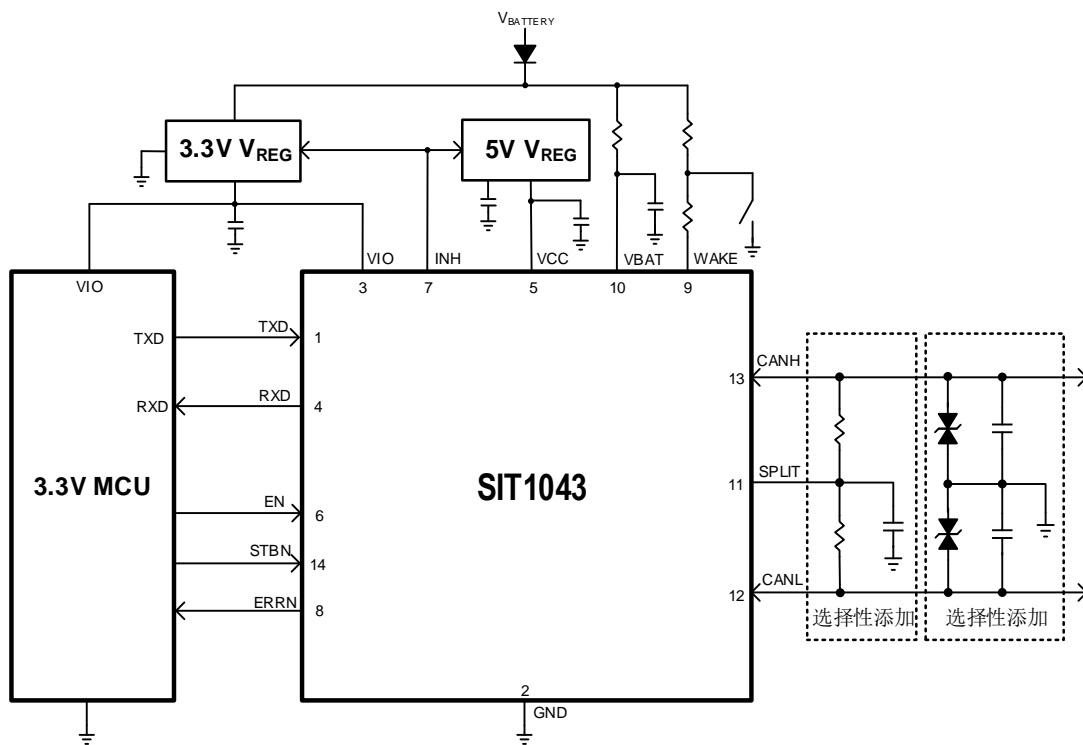 VBATTERY
3.3V VREG
5V VREG
VIO
INH
VCC
VBAT
WAKE
3
7
5
10
9
VIO
TXD
TXD
1
RXD
RXD
4
3.3V MCU
EN
6
STBN
14
ERRN
8
SIT1043
CANH
13
SPLIT
11
CANL
12
选择性添加
选择性添加
2
GND